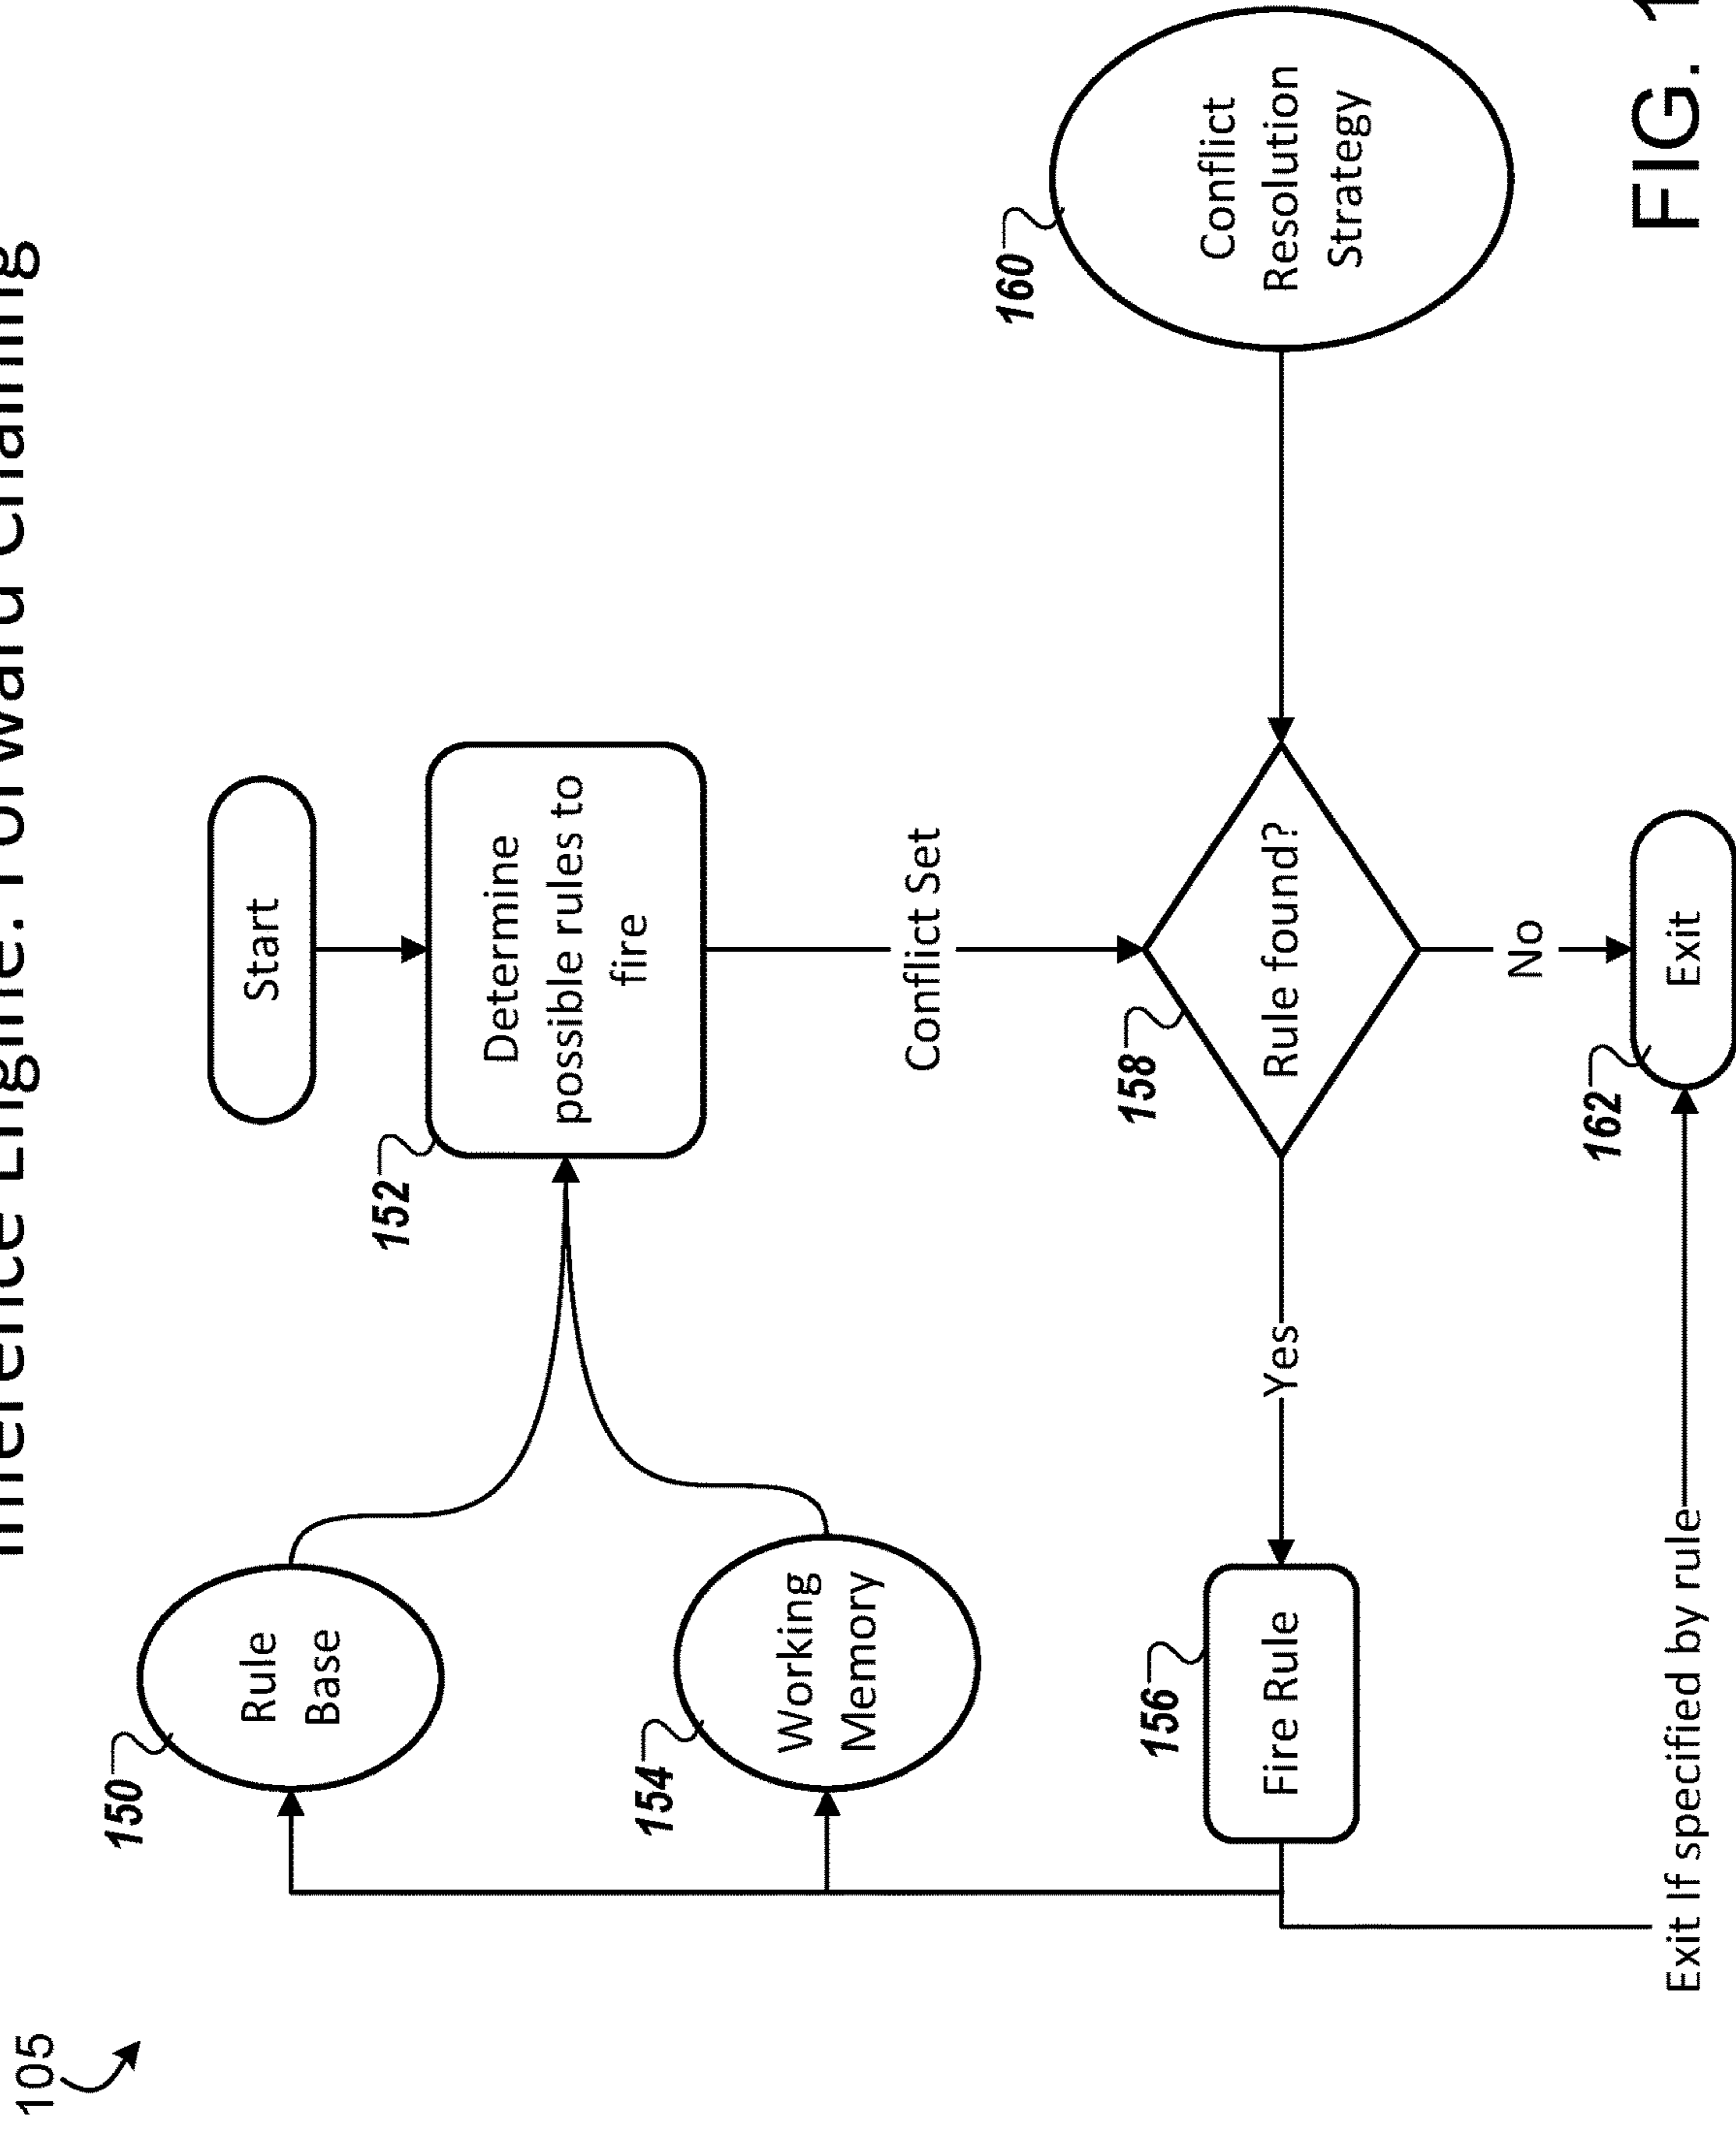 105
Inference Engine: Forward Chaining
Start
150
Rule
Base
152
Determine
possible rules to
fire
154
Working
Memory
Conflict Set
160
Conflict
Resolution
Strategy
156
Fire Rule
Yes
158
Rule found?
No
162
Exit
Exit If specified by rule
FIG. 1